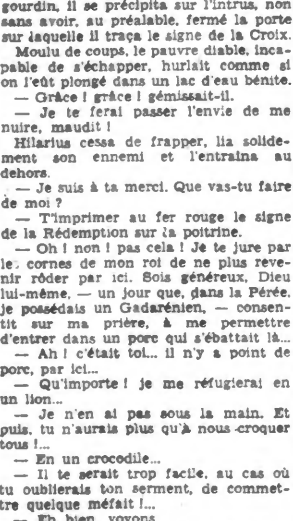 gourdin, il se précipita sur l'intrus, non
sans avoir, au préalable, fermé la porte
sur laquelle il traça le signe de la Croix.
Moulu de coups, le pauvre diable, inca-
pable de s'échapper, hurlait comme si
on l'eût plongé dans un lac d'eau bénite.
— Grâce ! grâce ! gémissait-il.
— Je te ferai passer l'envie de me
nuire, maudit !
Hilarius cessa de frapper, lia solide-
ment son ennemi et l'entraîna au
dehors.
— Je suis à ta merci. Que vas-tu faire
de moi ?
— T'imprimer au fer rouge le signe
de la Rédemption sur la poitrine.
— Oh ! non ! pas cela ! Je te jure par
les cornes de mon roi de ne plus reve-
nir rôder par ici. Sois généreux, Dieu
lui-même, — un jour que, dans la Pérée,
je possédais un Gadarénien, — consen-
tit sur ma prière, à me permettre
d'entrer dans un porc qui s'ébattait là...
— Ah ! c'était toi... il n'y a point de
porc, par ici...
— Qu'importe ! je me réfugierai en
un lion...
— Je n'en ai pas sous la main. Et
puis, tu n'aurais plus qu'à nous croquer
tous !...
— En un crocodile...
— Il te serait trop facile, au cas où
tu oublierais ton serment, de commet-
tre quelque méfait !...
— Eh bien, voyons